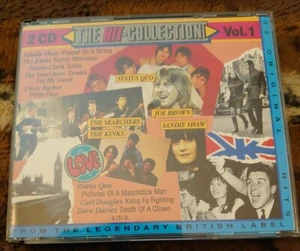 2 CD
THE HIT-COLLECTION
Vol.1
Sandie Shaw Puppet On A String
The Kinks Sunny Afternoon
Petula Clark Sailor
The Searchers Sweets
For My Sweet
Chris Barber
Petite Fleur
STATUS QUO
JOE BROWN
THE SEARCHERS
SANDIE SHAW
THE KINKS
LOVE
Status Quo
Pictures Of A Matchstick Man
Carl Douglas Kung Fu Fighting
Dave Davies Death Of A Clown
a.m.o.
ORIGINAL
HITS
FROM THE LEGENDARY BRITISH LABEL